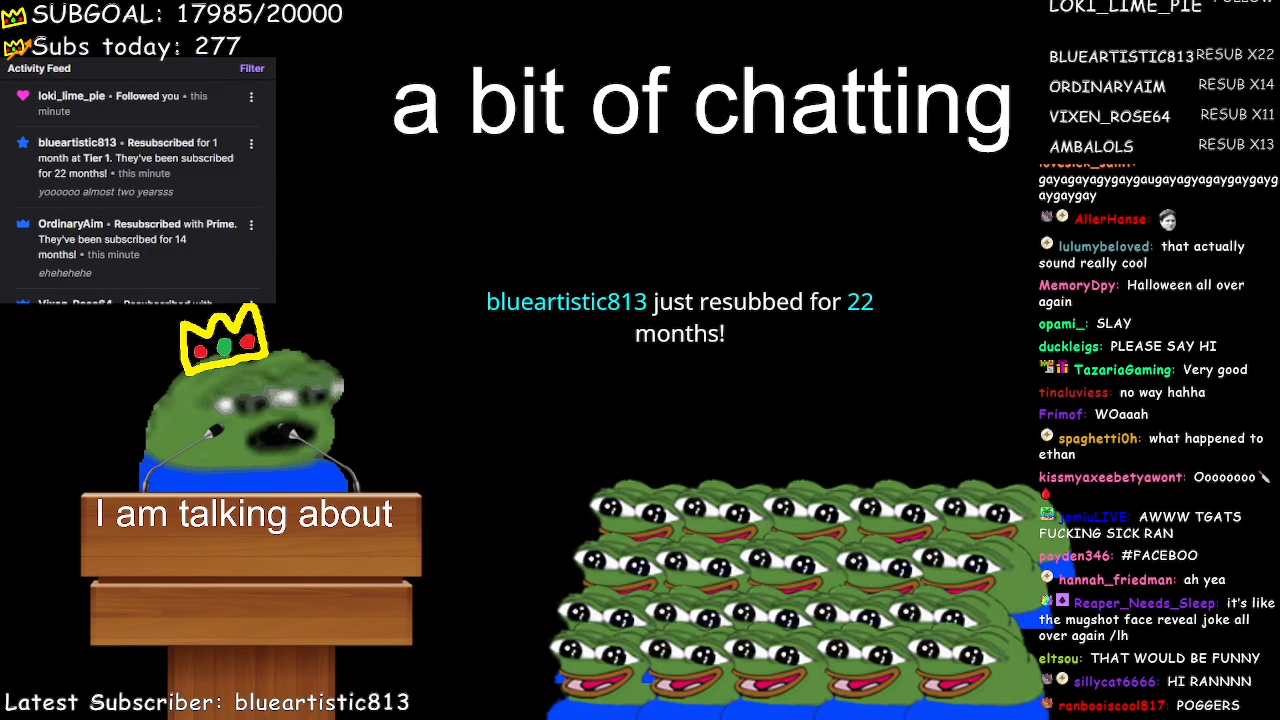 SUBGOAL: 17985/20000
Subs today: 277
Activity Feed Filter
loki_lime_pie • Followed you • this
minute
blueartistic813 • Resubscribed for 1
month at Tier 1. They've been subscribed
for 22 months! • this minute
yoooooo almost two yearsss
OrdinaryAim • Resubscribed with Prime.
They've been subscribed for 14
months! • this minute
ehehehehe
Vixen_Rose64 • Resubscribed with
a bit of chatting
blueartistic813 just resubbed for 22
months!
I am talking about
Latest Subscriber: blueartistic813
LOKI_LIME_PIE FOLLOW
BLUEARTISTIC813 RESUB X22
ORDINARYAIM RESUB X14
VIXEN_ROSE64 RESUB X11
AMBALOLS RESUB X13
lovesick_saint:
gayagayagygaygaugayagyagaygaygayg
aygaygay
AllerHanse:
lulumybeloved: that actually
sound really cool
MemoryDpy: Halloween all over
again
opami_: SLAY
duckleigs: PLEASE SAY HI
TazariaGaming: Very good
tinaluviess: no way hahha
Frimof: WOaaah
spaghetti0h: what happened to
ethan
kissmyaxeebetyawont: Oooooooo
jemiuLIVE: AWWW TGATS
FUCKING SICK RAN
payden346: #FACEBOO
hannah_friedman: ah yea
Reaper_Needs_Sleep: it's like
the mugshot face reveal joke all
over again /lh
eltsou: THAT WOULD BE FUNNY
sillycat6666: HI RANNNN
ranbooiscool817: POGGERS